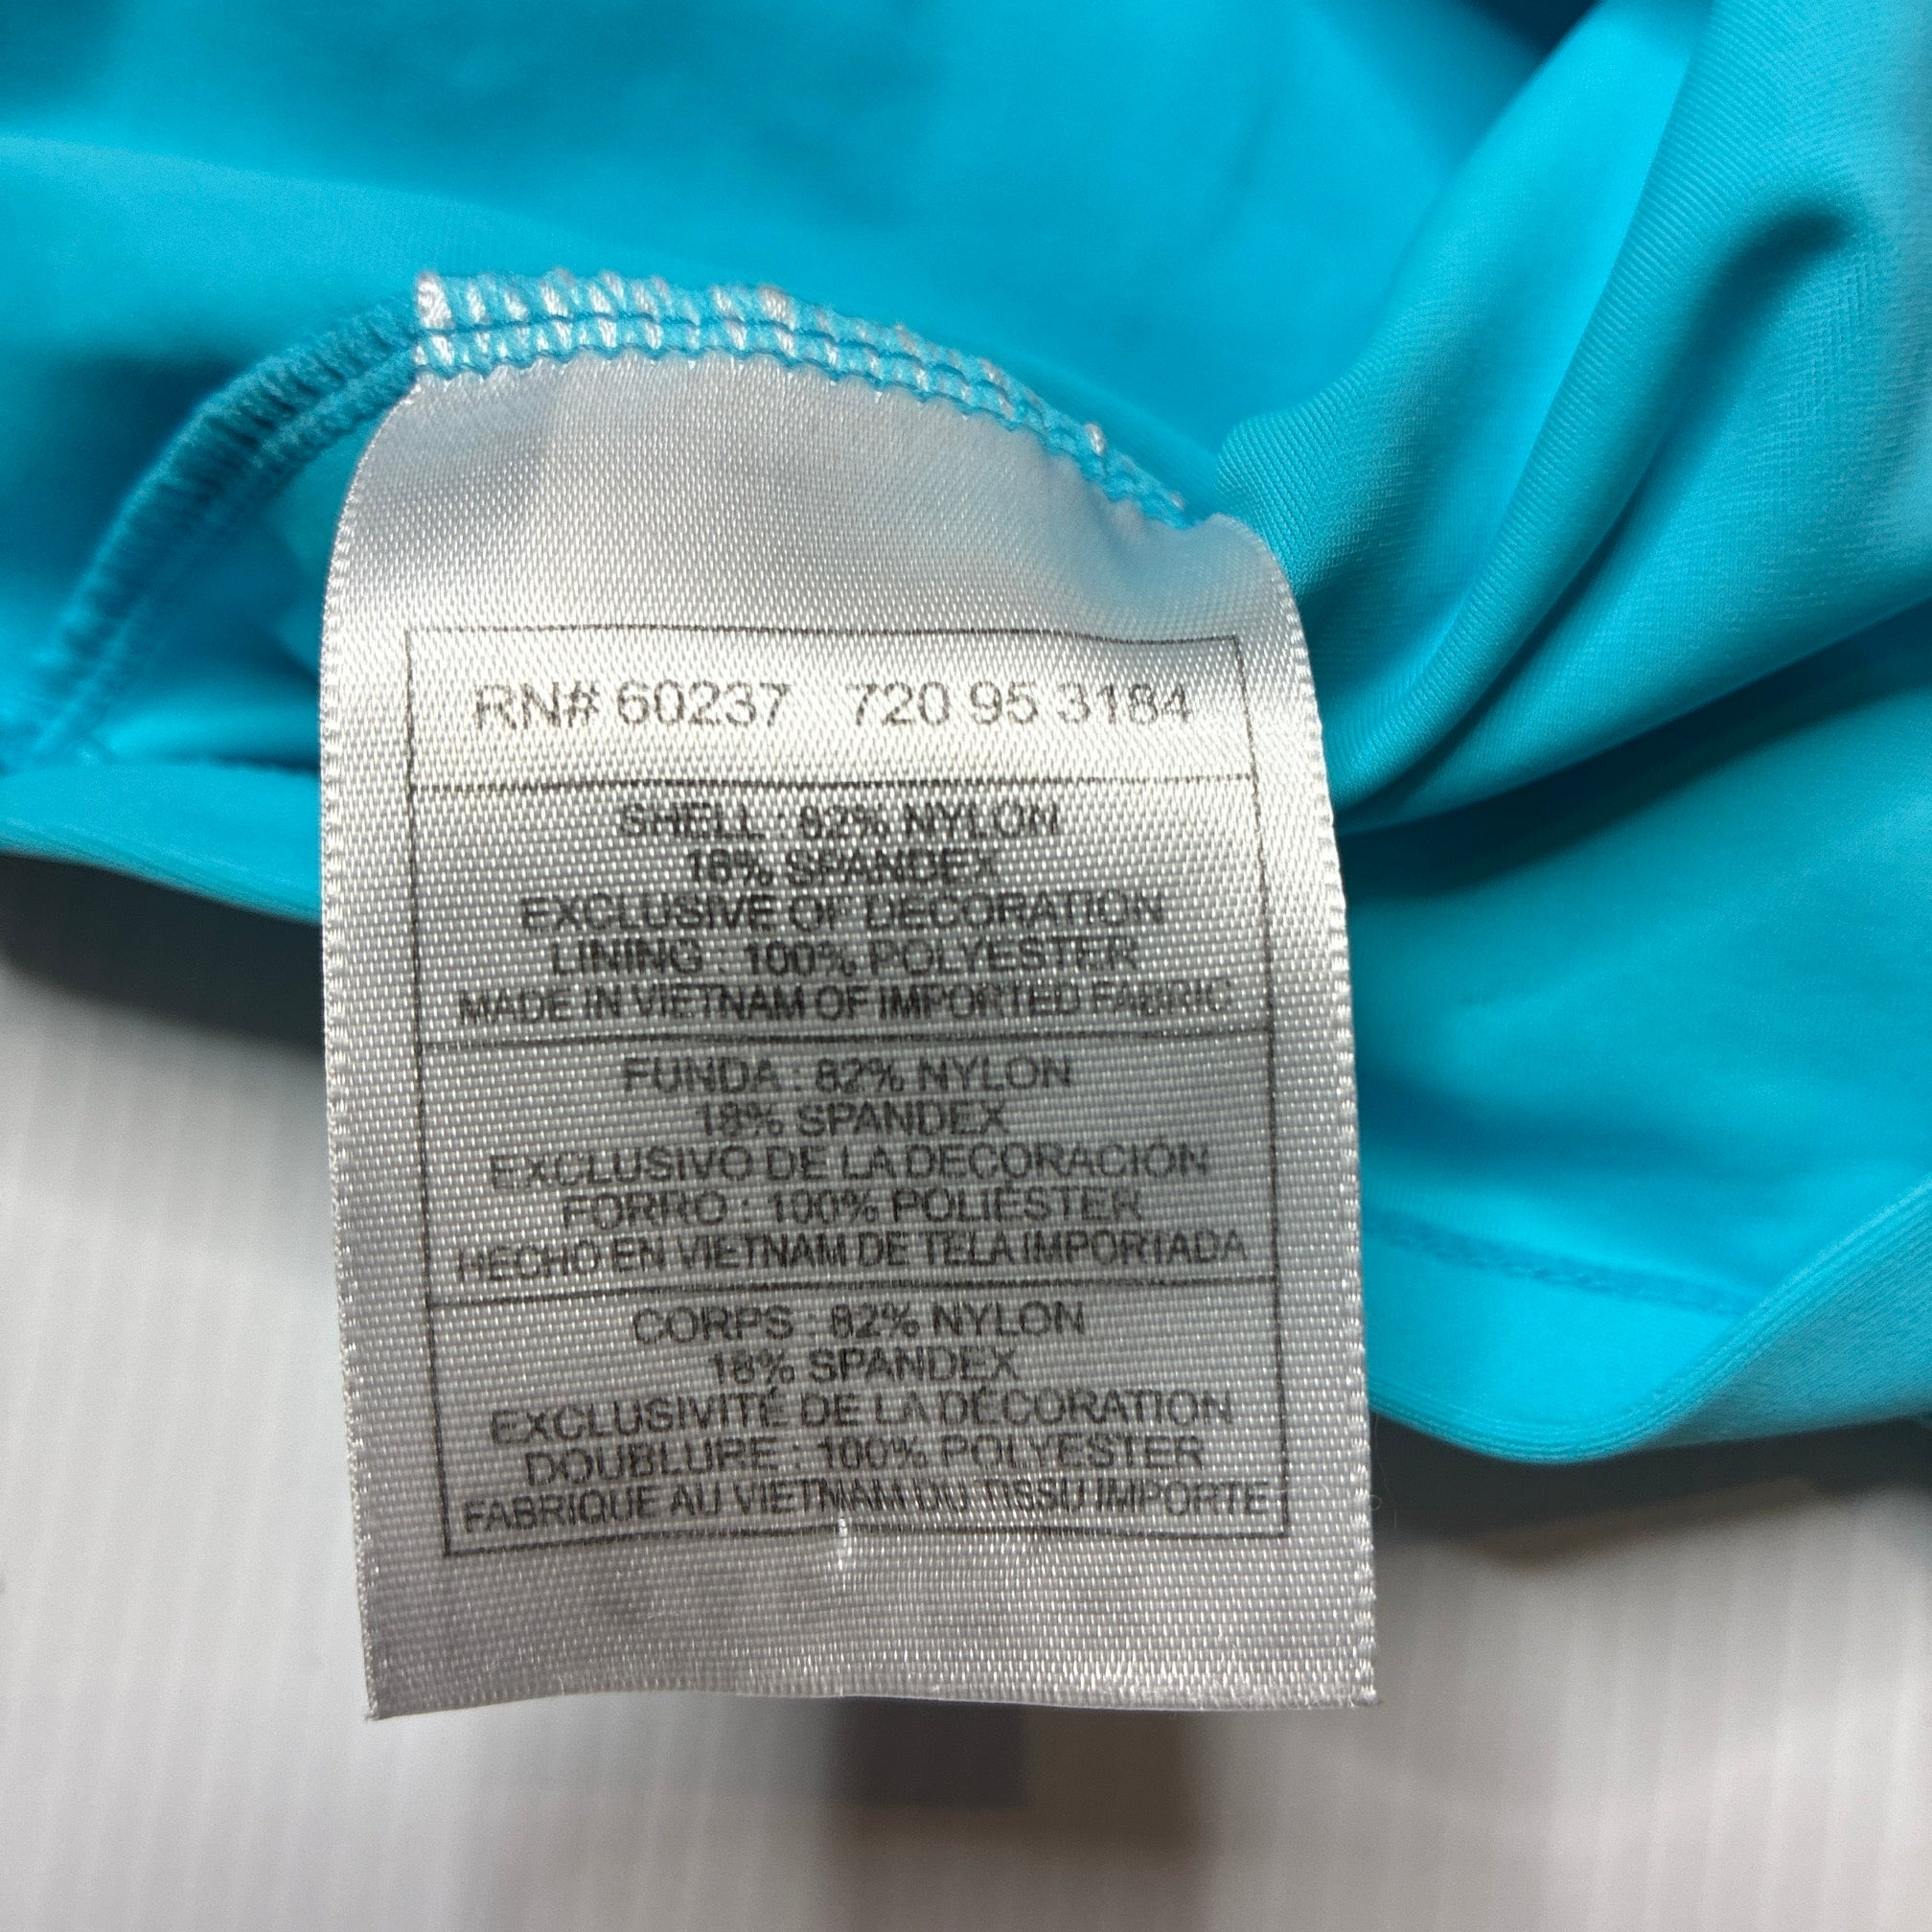 RN# 60237 720 95 3184
SHELL : 82% NYLON
18% SPANDEX
EXCLUSIVE OF DECORATION
LINING : 100% POLYESTER
MADE IN VIETNAM OF IMPORTED FABRIC
FUNDA : 82% NYLON
18% SPANDEX
EXCLUSIVO DE LA DECORACIÓN
FORRO : 100% POLIÉSTER
HECHO EN VIETNAM DE TELA IMPORTADA
CORPS : 82% NYLON
18% SPANDEX
EXCLUSIVITÉ DE LA DÉCORATION
DOUBLURE : 100% POLYESTER
FABRIQUE AU VIETNAM DU TISSU IMPORTE